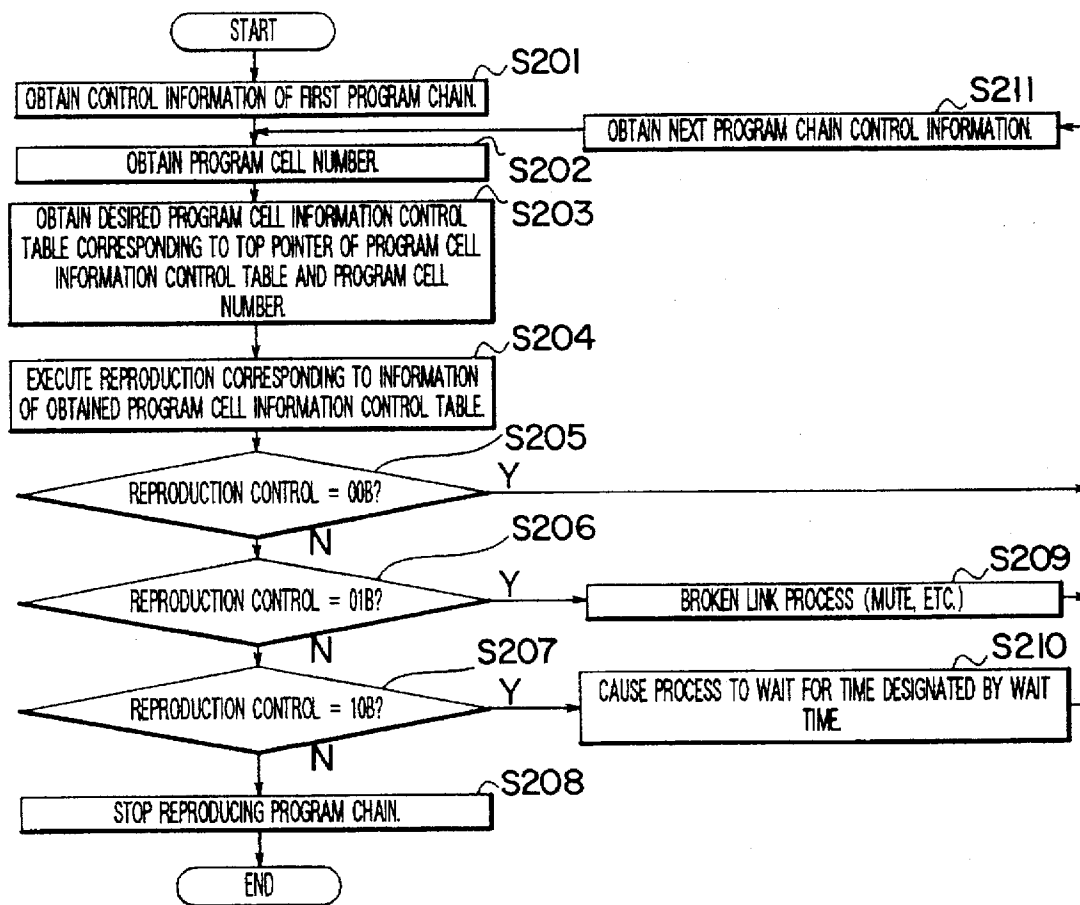 START
S201
OBTAIN CONTROL INFORMATION OF FIRST PROGRAM CHAIN.
S211
OBTAIN NEXT PROGRAM CHAIN CONTROL INFORMATION.
OBTAIN PROGRAM CELL NUMBER.
S202
S203
OBTAIN DESIRED PROGRAM CELL INFORMATION CONTROL
TABLE CORRESPONDING TO TOP POINTER OF PROGRAM CELL
INFORMATION CONTROL TABLE AND PROGRAM CELL
NUMBER.
S204
EXECUTE REPRODUCTION CORRESPONDING TO INFORMATION
OF OBTAINED PROGRAM CELL INFORMATION CONTROL TABLE.
S205
REPRODUCTION CONTROL = 00B?
Y
N
S206
REPRODUCTION CONTROL = 01B?
Y
N
S209
BROKEN LINK PROCESS (MUTE, ETC.)
S207
REPRODUCTION CONTROL = 10B?
Y
N
S210
CAUSE PROCESS TO WAIT FOR TIME DESIGNATED BY WAIT
TIME.
S208
STOP REPRODUCING PROGRAM CHAIN.
END